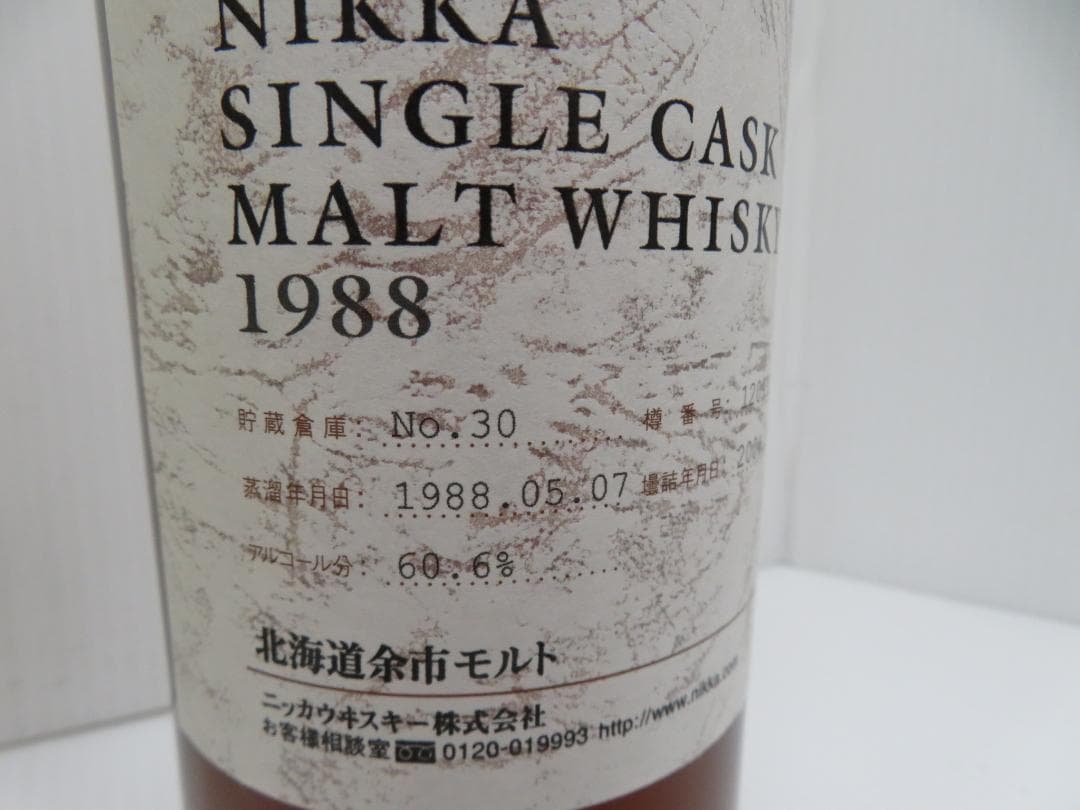 NIKKA
SINGLE CASK
MALT WHISKY
1988
貯蔵倉庫: No.30 樽番号:
蒸溜年月日: 1988.05.07 壜詰年月日:
アルコール分: 60.6%
北海道余市モルト
ニッカウヰスキー株式会社
お客様相談室 0120-019993 http://www.nikka.com